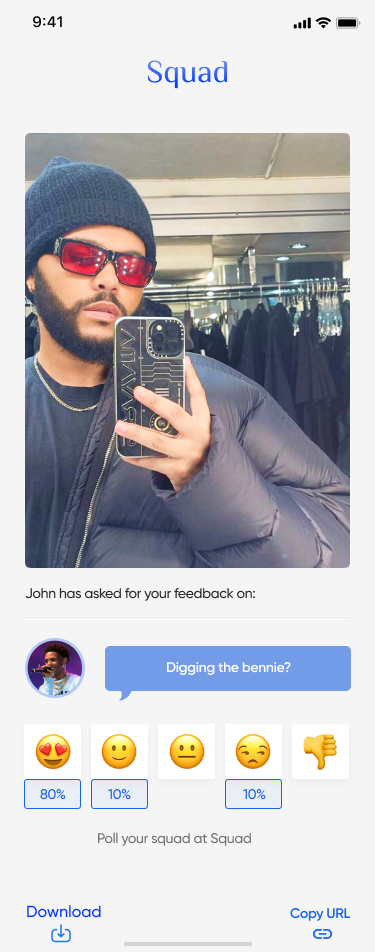 9:41
Squad
John has asked for your feedback on:
Digging the bennie?
80%
10%
10%
Poll your squad at Squad
Download
Copy URL